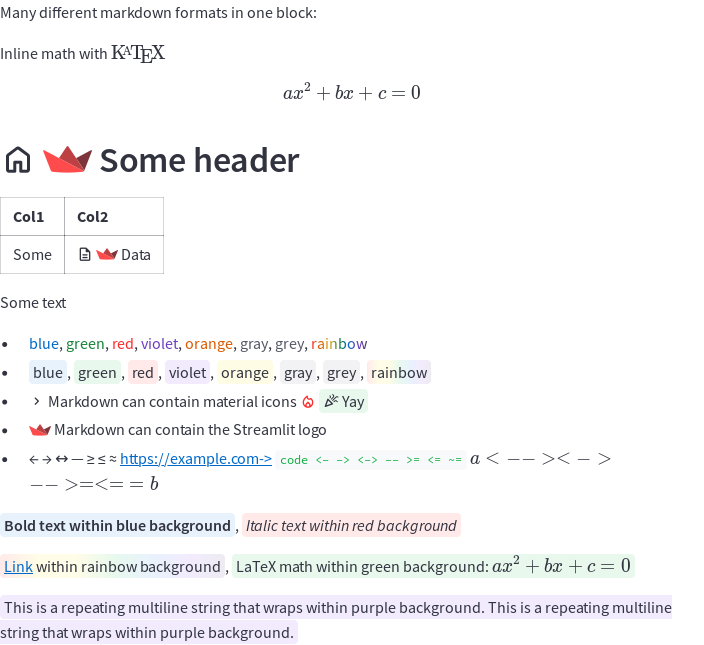 Many different markdown formats in one block:
Inline math with KATEX
ax² + bx + c = 0
Some header
Col1 Col2
Some Data
Some text
• blue, green, red, violet, orange, gray, grey, rainbow
• blue , green , red , violet , orange , gray , grey , rainbow
• Markdown can contain material icons Yay
• Markdown can contain the Streamlit logo
• ← → ↔ — ≥ ≤ ≈ https://example.com-> code <- -> <-> -- >= <= ~= a < −− >< − >
−− >=<= = b
Bold text within blue background , Italic text within red background
Link within rainbow background , LaTeX math within green background: ax² + bx + c = 0
This is a repeating multiline string that wraps within purple background. This is a repeating multiline
string that wraps within purple background.